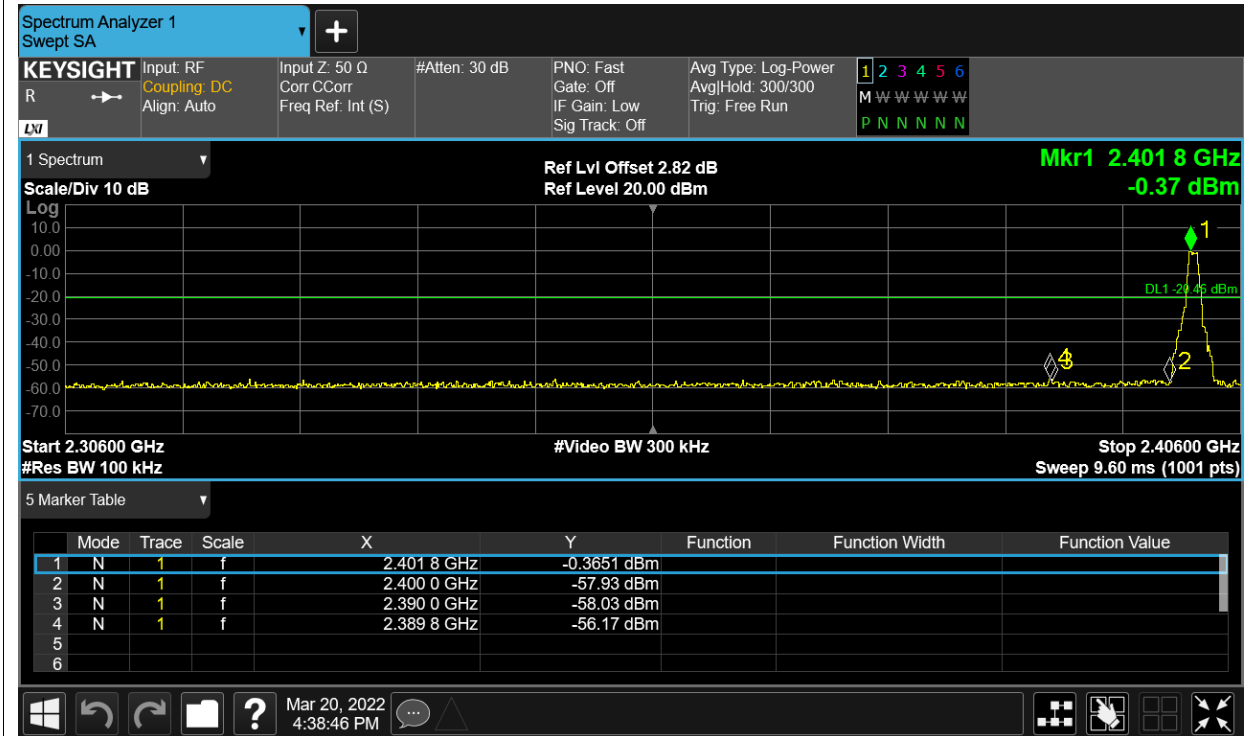 Spectrum Analyzer 1
Swept SA
KEYSIGHT
R
LXI
Input: RF
Coupling: DC
Align: Auto
Input Z: 50 Ω
Corr CCorr
Freq Ref: Int (S)
#Atten: 30 dB
PNO: Fast
Gate: Off
IF Gain: Low
Sig Track: Off
Avg Type: Log-Power
Avg|Hold: 300/300
Trig: Free Run
1 2 3 4 5 6
M W W W W W
P N N N N N
1 Spectrum
Scale/Div 10 dB
Ref Lvl Offset 2.82 dB
Ref Level 20.00 dBm
Mkr1 2.401 8 GHz
-0.37 dBm
Log
10.0
0.00
-10.0
-20.0
-30.0
-40.0
-50.0
-60.0
-70.0
1
DL1 -20.45 dBm
4
3
2
Start 2.30600 GHz
#Video BW 300 kHz
Stop 2.40600 GHz
#Res BW 100 kHz
Sweep 9.60 ms (1001 pts)
5 Marker Table
Mode Trace Scale X Y Function Function Width Function Value
1 N 1 f 2.401 8 GHz -0.3651 dBm
2 N 1 f 2.400 0 GHz -57.93 dBm
3 N 1 f 2.390 0 GHz -58.03 dBm
4 N 1 f 2.389 8 GHz -56.17 dBm
5
6
?
Mar 20, 2022
4:38:46 PM